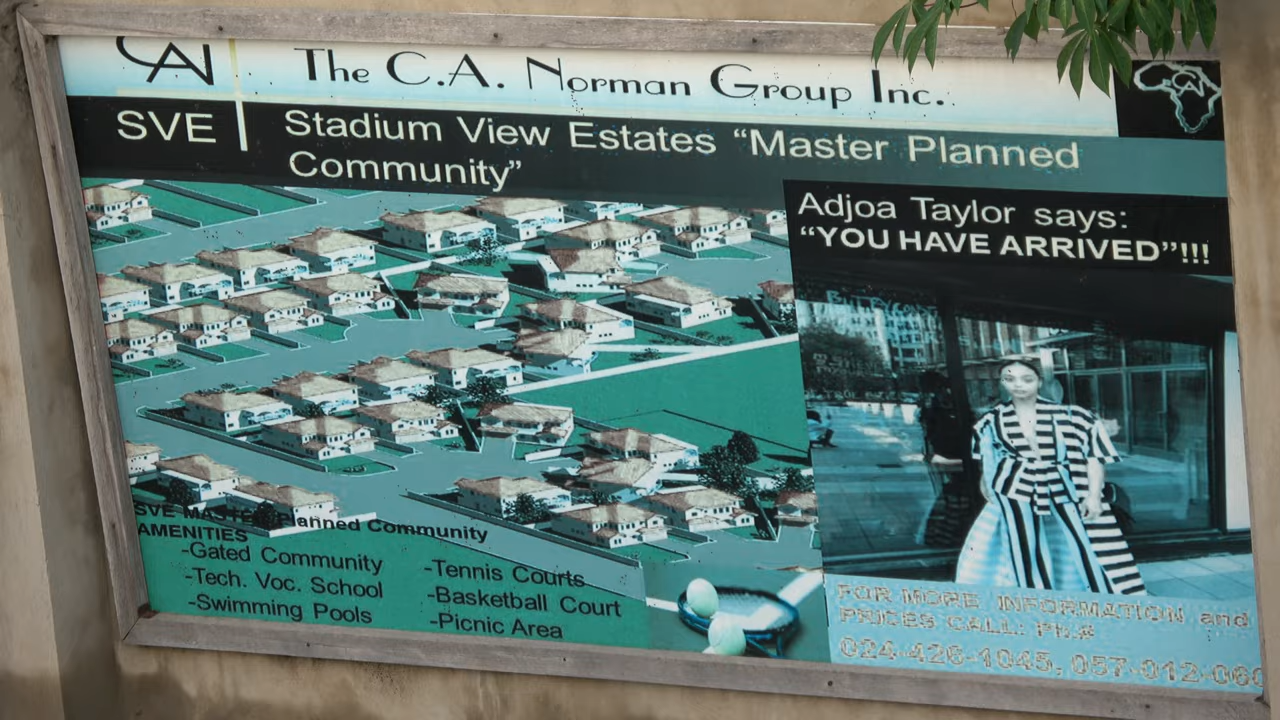 CAN
The C.A. Norman Group Inc.
SVE
Stadium View Estates “Master Planned
Community”
Adjoa Taylor says:
“YOU HAVE ARRIVED”!!!
SVE MASTER Planned Community
AMENITIES
-Gated Community
-Tech. Voc. School
-Swimming Pools
-Tennis Courts
-Basketball Court
-Picnic Area
FOR MORE INFORMATION and
PRICES CALL: Ph.#
024-426-1045, 057-012-060